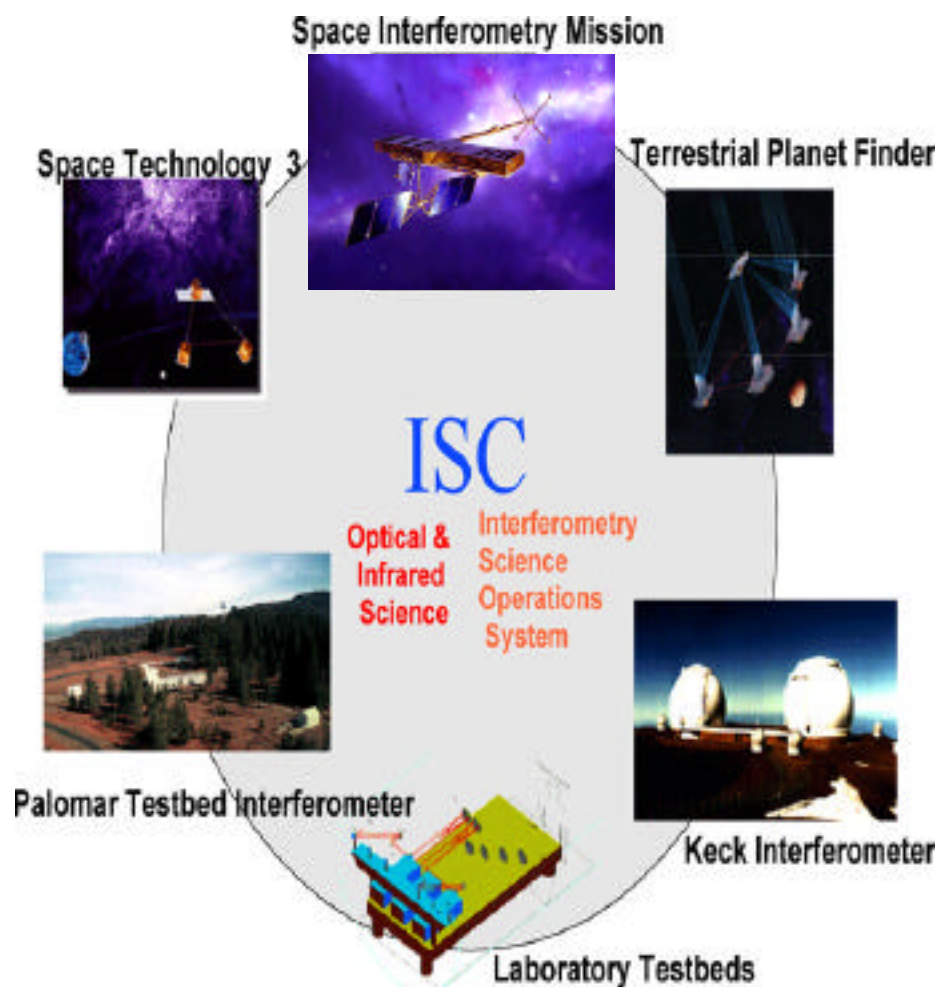 Space Interferometry Mission
Space Technology 3
Terrestrial Planet Finder
ISC
Optical &
Infrared
Science
Interferometry
Science
Operations
System
Palomar Testbed Interferometer
Keck Interferometer
Laboratory Testbeds